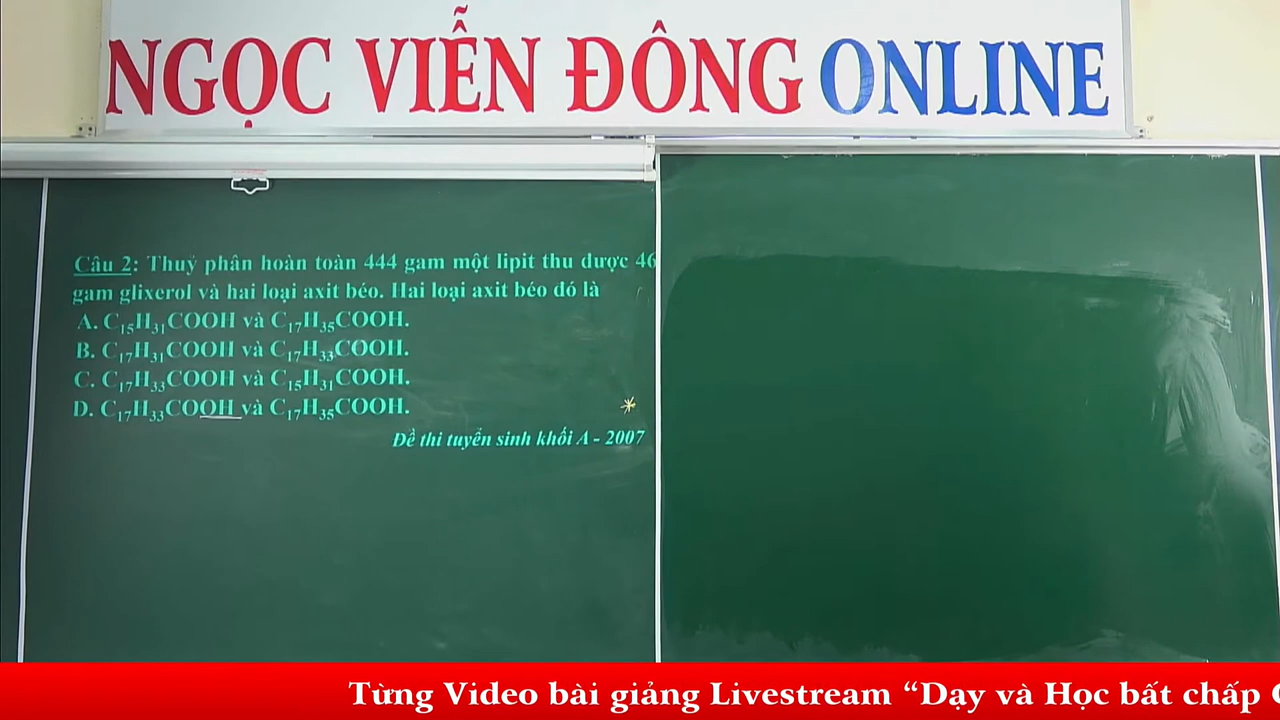 NGỌC VIỄN ĐÔNG ONLINE
Câu 2: Thuỷ phân hoàn toàn 444 gam một lipit thu được 46
gam glixerol và hai loại axit béo. Hai loại axit béo đó là
A. C₁₅H₃₁COOH và C₁₇H₃₅COOH.
B. C₁₇H₃₁COOH và C₁₇H₃₃COOH.
C. C₁₇H₃₃COOH và C₁₅H₃₁COOH.
D. C₁₇H₃₃COOH và C₁₇H₃₅COOH.
Đề thi tuyển sinh khối A - 2007
Từng Video bài giảng Livestream “Dạy và Học bất chấp